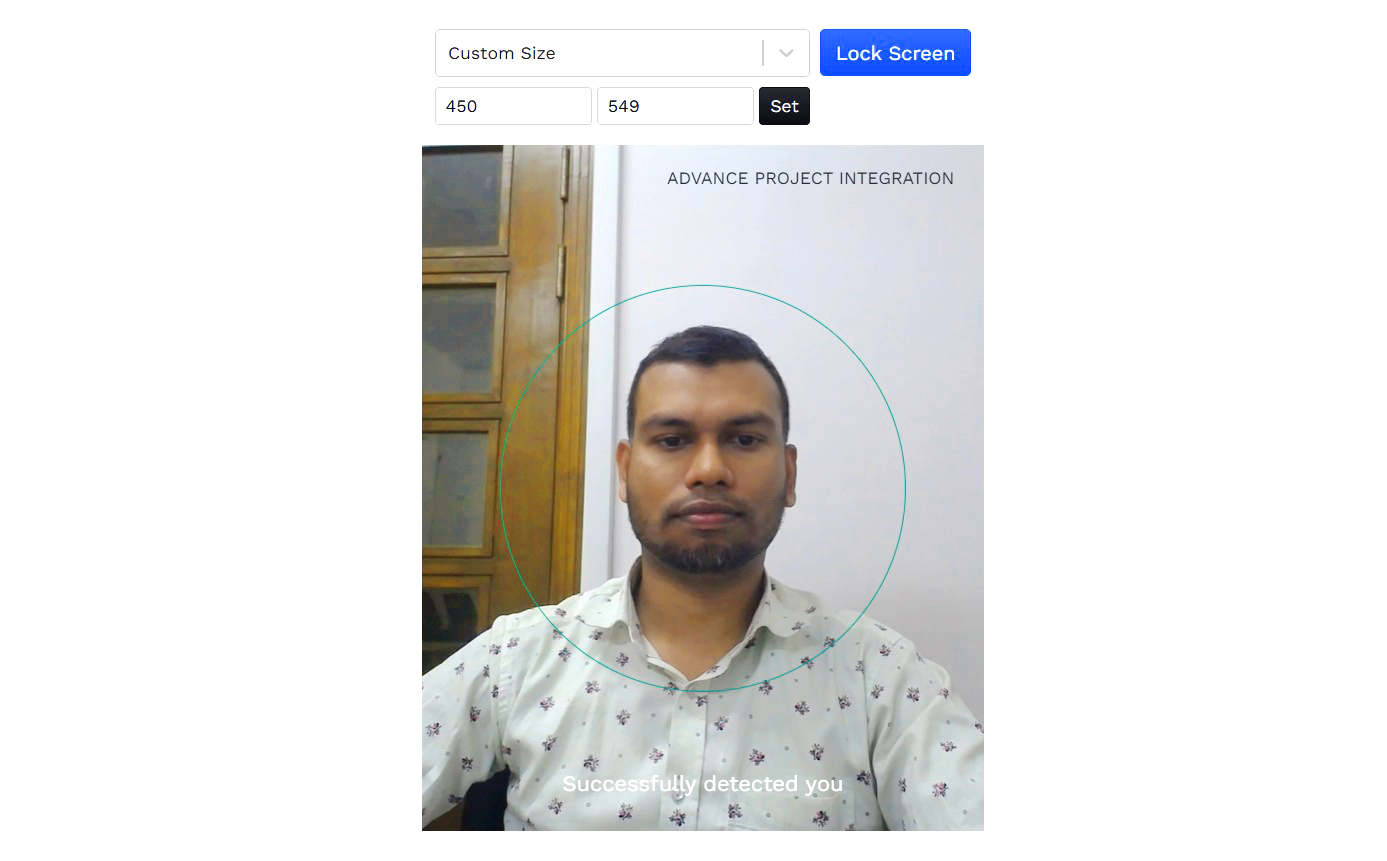 Custom Size
Lock Screen
450
549
Set
ADVANCE PROJECT INTEGRATION
Successfully detected you